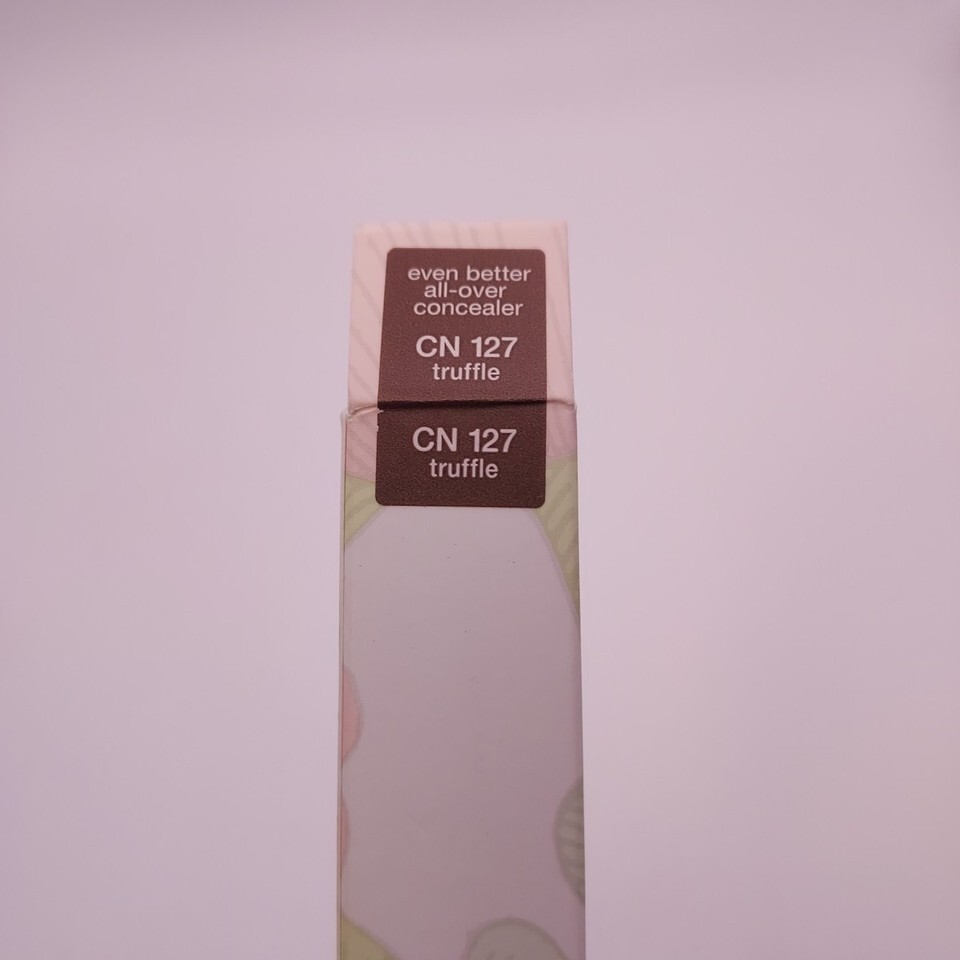 even better
all-over
concealer
CN 127
truffle
CN 127
truffle